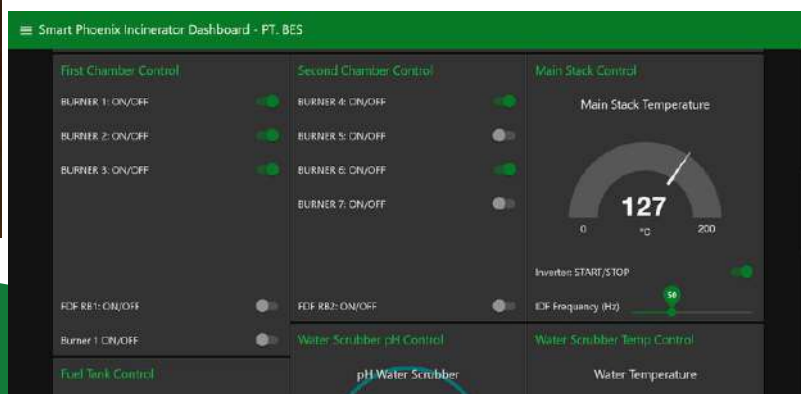 Smart Phoenix Incinerator Dashboard - PT. BES
First Chamber Control
BURNER 1: ON/OFF
BURNER 2: ON/OFF
BURNER 3: ON/OFF
FDF RB1: ON/OFF
Burner 1 ON/OFF
Fuel Tank Control
Second Chamber Control
BURNER 4: ON/OFF
BURNER 5: ON/OFF
BURNER 6: ON/OFF
BURNER 7: ON/OFF
FDF RB2: ON/OFF
Water Scrubber pH Control
pH Water Scrubber
Main Stack Control
Main Stack Temperature
127
0 °C 200
Inverter: START/STOP
50
IDF Frequency (Hz)
Water Scrubber Temp Control
Water Temperature